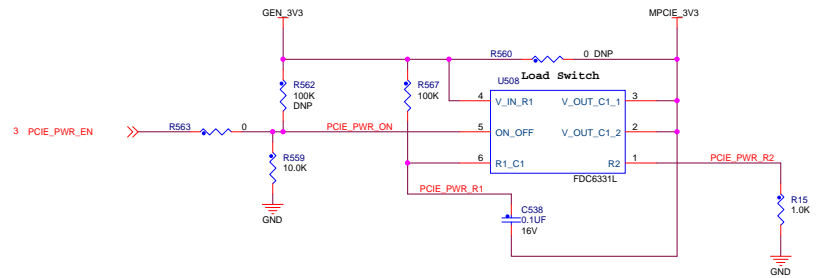 GEN_3V3
MPCIE_3V3
R560
0 DNP
Load Switch
U508
R562
100K
DNP
R567
100K
4
V_IN_R1
V_OUT_C1_1
3
3 PCIE_PWR_EN
R563
0
PCIE_PWR_ON
5
ON_OFF
V_OUT_C1_2
2
R559
10.0K
6
R1_C1
R2
1
PCIE_PWR_R2
FDC6331L
PCIE_PWR_R1
GND
C538
0.1UF
16V
R15
1.0K
GND